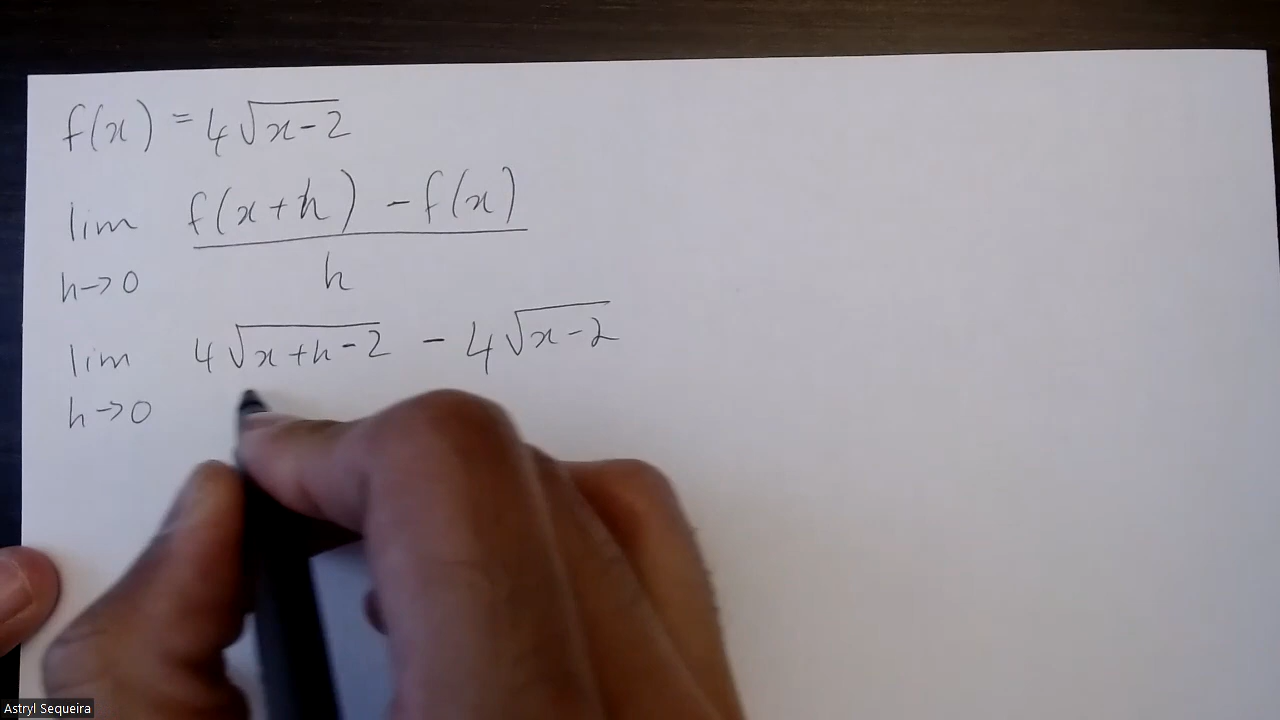 f(x) = 4√(x-2)
lim f(x+h) - f(x)
h→0 h
lim 4√(x+h-2) - 4√(x-2)
h→0
Astryl Sequeira